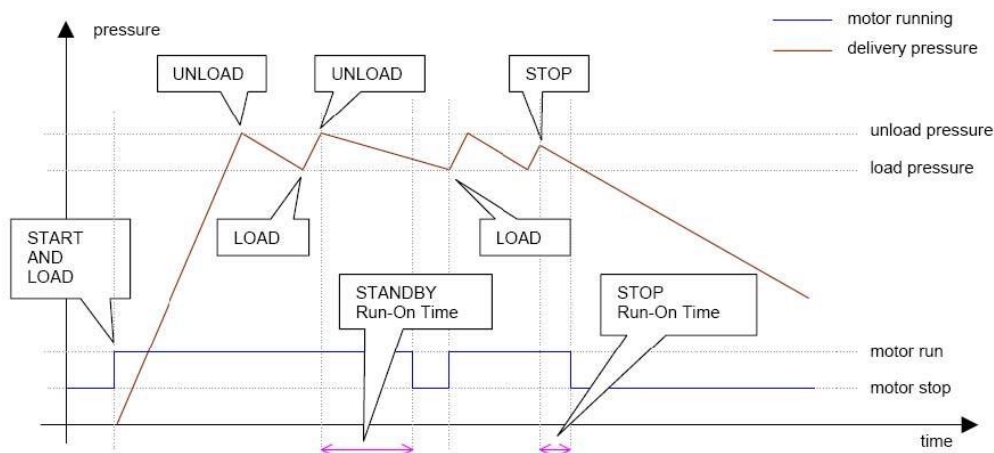 pressure
motor running
delivery pressure
UNLOAD
UNLOAD
STOP
unload pressure
load pressure
START
AND
LOAD
LOAD
LOAD
STANDBY
Run-On Time
STOP
Run-On Time
motor run
motor stop
time